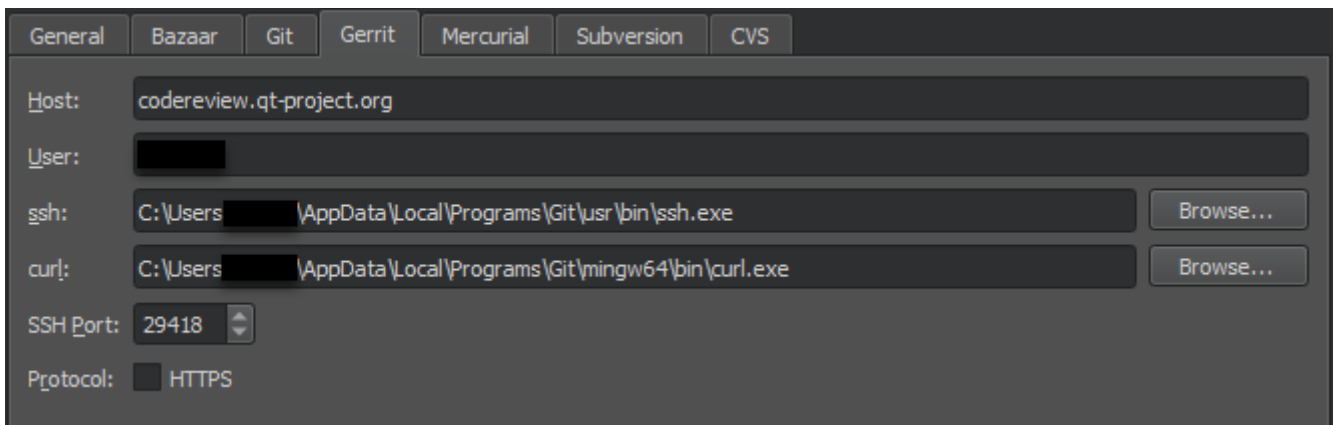 General Bazaar Git Gerrit Mercurial Subversion CVS
Host: codereview.qt-project.org
User:
ssh: C:\Users \AppData\Local\Programs\Git\usr\bin\ssh.exe Browse...
curl: C:\Users \AppData\Local\Programs\Git\mingw64\bin\curl.exe Browse...
SSH Port: 29418
Protocol: HTTPS